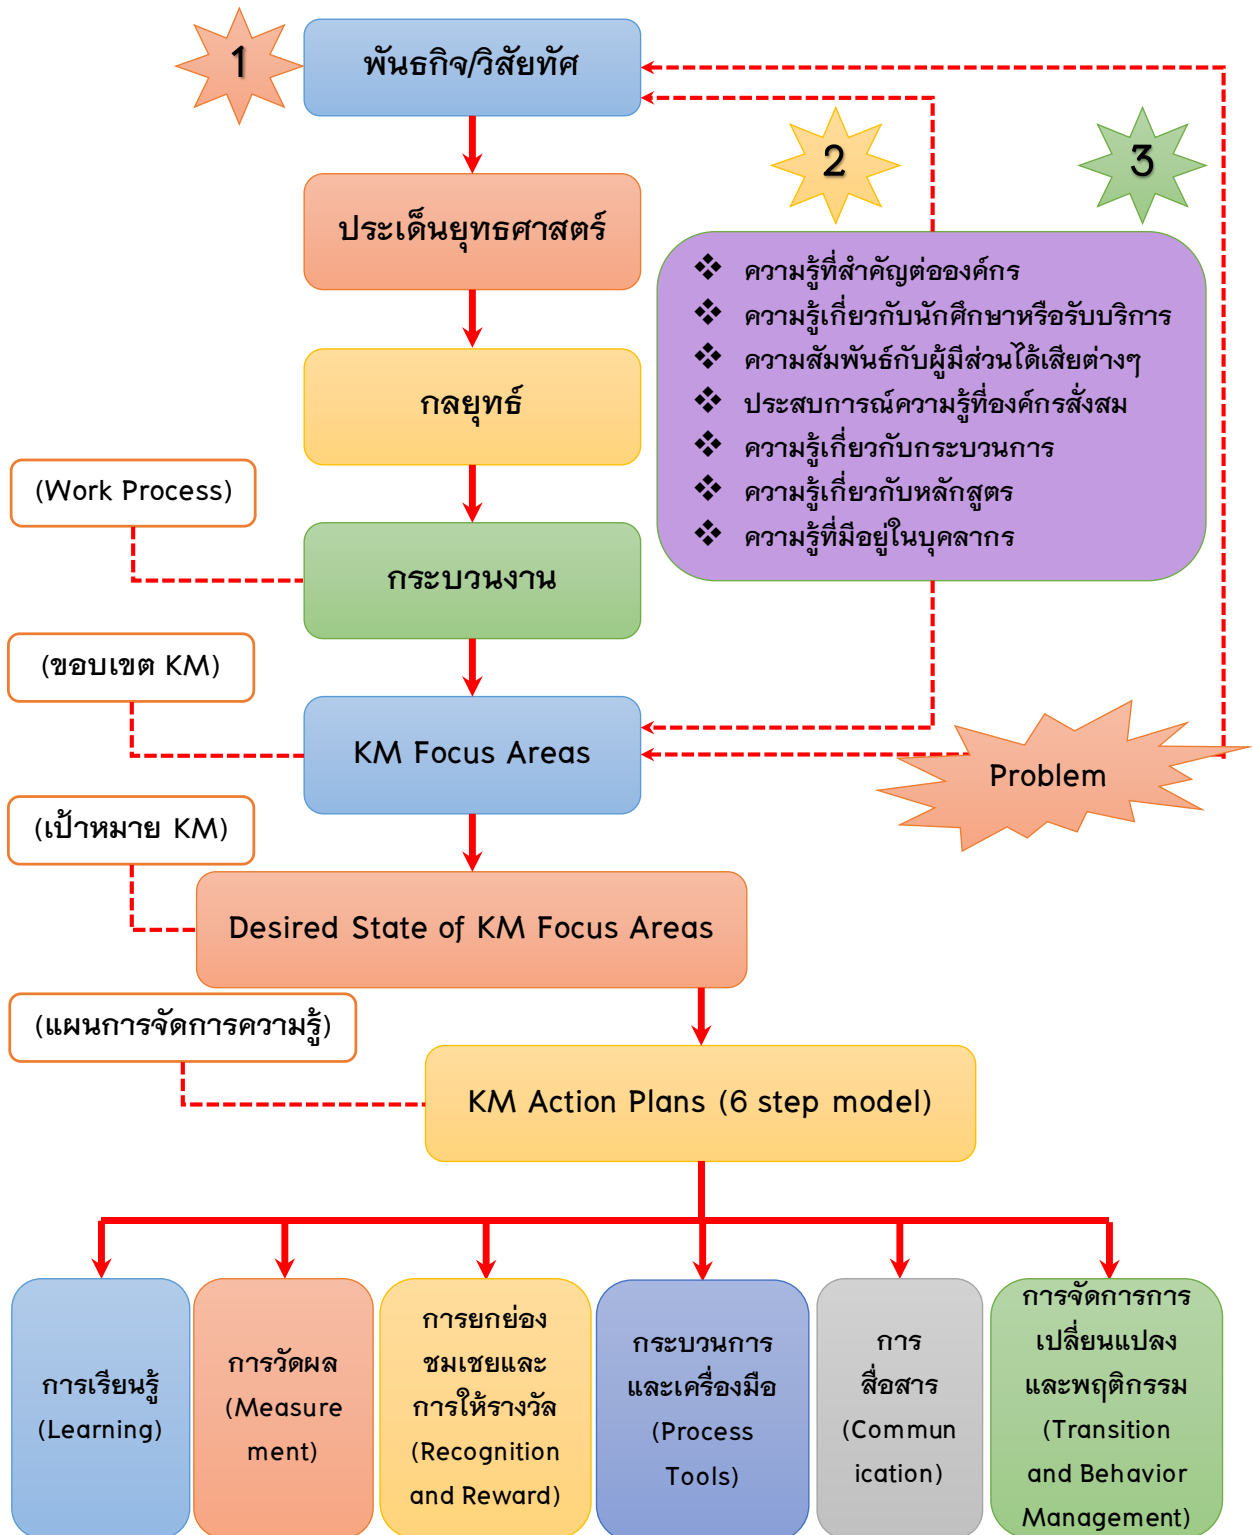 1
พันธกิจ/วิสัยทัศ
2
3
ประเด็นยุทธศาสตร์
❖ ความรู้ที่สำคัญต่อองค์กร
❖ ความรู้เกี่ยวกับนักศึกษาหรือรับบริการ
❖ ความสัมพันธ์กับผู้มีส่วนได้เสียต่างๆ
❖ ประสบการณ์ความรู้ที่องค์กรสั่งสม
❖ ความรู้เกี่ยวกับกระบวนการ
❖ ความรู้เกี่ยวกับหลักสูตร
❖ ความรู้ที่มีอยู่ในบุคลากร
กลยุทธ์
(Work Process)
กระบวนงาน
(ขอบเขต KM)
KM Focus Areas
Problem
(เป้าหมาย KM)
Desired State of KM Focus Areas
(แผนการจัดการความรู้)
KM Action Plans (6 step model)
การเรียนรู้
(Learning)
การวัดผล
(Measure
ment)
การยกย่อง
ชมเชยและ
การให้รางวัล
(Recognition
and Reward)
กระบวนการ
และเครื่องมือ
(Process
Tools)
การ
สื่อสาร
(Commun
ication)
การจัดการการ
เปลี่ยนแปลง
และพฤติกรรม
(Transition
and Behavior
Management)